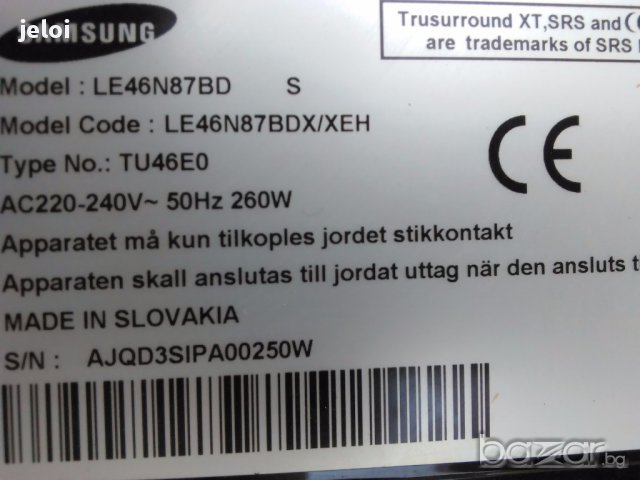 jeloi
SAMSUNG
Trusurround XT,SRS and
are trademarks of SRS
Model : LE46N87BD S
Model Code : LE46N87BDX/XEH
Type No.: TU46E0
CE
AC220-240V~ 50Hz 260W
Apparatet må kun tilkoples jordet stikkontakt
Apparaten skall anslutas till jordat uttag när den ansluts
MADE IN SLOVAKIA
S/N : AJQD3SIPA00250W
bazar.bg